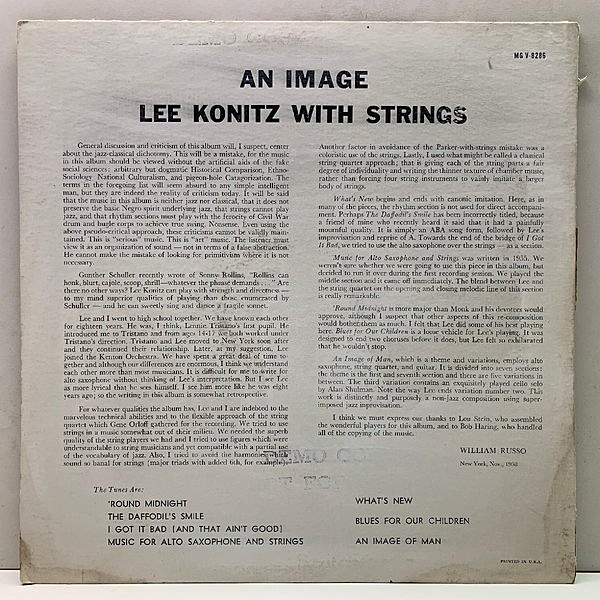 MG V-8286
AN IMAGE
LEE KONITZ WITH STRINGS
General discussion and criticism of this album will, I suspect, center
about the jazz-classical dichotomy. This will be a mistake, for the music
in this album should be viewed without the artificial aids of the fake
social sciences: arbitrary but dogmatic Historical Comparison, Ethno-
Sociology National Culturalism, and pigeon-hole Catagorization. The
terms in the foregoing list will seem absurd to any simple intelligent
man, but they are indeed the reality of criticism today. It will be said
that the music in this album is neither jazz nor classical, that it does not
preserve the basic Negro spirit underlying jazz, that strings cannot play
jazz, and that rhythm sections must play with the ferocity of Civil War
drum and bugle corps to achieve true swing. Nonsense. Even using the
above pseudo-critical approach, these criticisms cannot be validly main-
tained. This is "serious" music. This is "art" music. The listener must
view it as an organization of sound — not in terms of a false abstraction.
He cannot make the mistake of looking for primitivism where it is not
necessary.
Gunther Schuller recently wrote of Sonny Rollins, "Rollins can
honk, blurt, cajole, scoop, shrill—whatever the phrase demands . . ." Are
there no other ways? Lee Konitz can play with strength and directness —
to my mind superior qualities of playing than those enumerated by
Schuller — and he can sweetly sing and dance a fragile sonnet.
Lee and I went to high school together. We have known each other
for eighteen years. He was, I think, Lennie Tristano's first pupil. He
introduced me to Tristano and from ages 14-17 we both worked under
Tristano's direction. Tristano and Lee moved to New York soon after
and they continued their relationship. Later, at my suggestion, Lee
joined the Kenton Orchestra. We have spent a great deal of time to-
gether and although our differences are enormous, I think we understand
each other more than most musicians. It is difficult for me to write for
alto saxophone without thinking of Lee's interpretation. But I see Lee
as more lyrical that he sees himself. I see him more like he was eight
years ago; so the writing in this album is somewhat retrospective.
For whatever qualities the album has, Lee and I are indebted to the
marvelous technical abilities and to the flexible approach of the string
quartet which Gene Orloff gathered for the recording. We tried to use
strings in a music somewhat out of their milieu. We needed the superb
quality of the string players we had and I tried to use figures which were
understandable to string musicians and yet compatible with a partial use
of the vocabulary of jazz. Also, I tried to avoid the harmonies which
sound so banal for strings (major triads with added 6th, for example).
Another factor in avoidance of the Parker-with-strings mistake was a
coloristic use of the strings. Lastly, I used what might be called a classical
string quartet approach; that is giving each of the string parts a fair
degree of individuality and writing the thinner texture of chamber music,
rather than forcing four string instruments to vainly imitate a larger
body of strings.
What's New begins and ends with canonic imitation. Here, as in
many of the pieces, the rhythm section is not used for direct accompani-
ment. Perhaps The Daffodil's Smile has been incorrectly titled, because
a friend of mine who recently heard it said that it had a painfully
mournful quality. It is simply an ABA song form, followed by Lee's
improvisation and reprise of A. Towards the end of the bridge of I Got
It Bad, we tried to use the alto saxophone over the strings — as a section.
Music for Alto Saxophone and Strings was written in 1955. We
weren't sure whether we were going to use this piece in this album, but
decided to run it over during the first recording session. We played the
middle section and it came off immediately. The blend between Lee and
the string quartet on the opening and closing melodic line of this section
is really remarkable.
'Round Midnight is more major than Monk and his devotees would
approve, although I suspect that other aspects of this re-composition
would bother them as much. I felt that Lee did some of his best playing
here. Blues for Our Children is a loose vehicle for Lee's playing. It was
designed to end two choruses before it does, but Lee felt so exhilarated
that he wouldn't stop.
An Image of Man, which is a theme and variations, employs alto
saxophone, string quartet, and guitar. It is divided into seven sections:
the theme is the first and seventh section and there are five variations in
between. The third variation contains an exquisitely played cello solo
by Alan Shulman. Note the way Lee ends variation number two. This
work is distinctly and purposely a non-jazz composition using super-
imposed jazz improvisation.
I think we must express our thanks to Lou Stein, who assembled
the wonderful players for this album, and to Bob Haring, who handled
all of the copying of the music.
WILLIAM RUSSO
New York, Nov., 1958
DEMO
The Tunes Are:
'ROUND MIDNIGHT
THE DAFFODIL'S SMILE
I GOT IT BAD (AND THAT AIN'T GOOD)
MUSIC FOR ALTO SAXOPHONE AND STRINGS
WHAT'S NEW
BLUES FOR OUR CHILDREN
AN IMAGE OF MAN
PRINTED IN U.S.A.